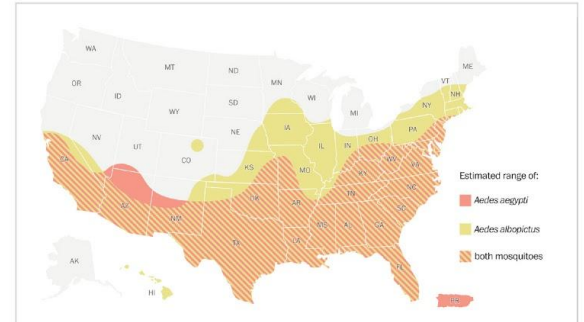 WA
ME
MT
ND
VT
OR
MN
NH
ID
WI
SD
NY
WY
MI
IA
PA
NE
NV
OH
IL
IN
UT
CO
WV
CA
KS
MO
VA
KY
Estimated range of:
NC
TN
Aedes aegypti
OK
AZ
NM
AR
SC
Aedes albopictus
MS
AL
GA
TX
LA
both mosquitoes
AK
FL
HI
PR